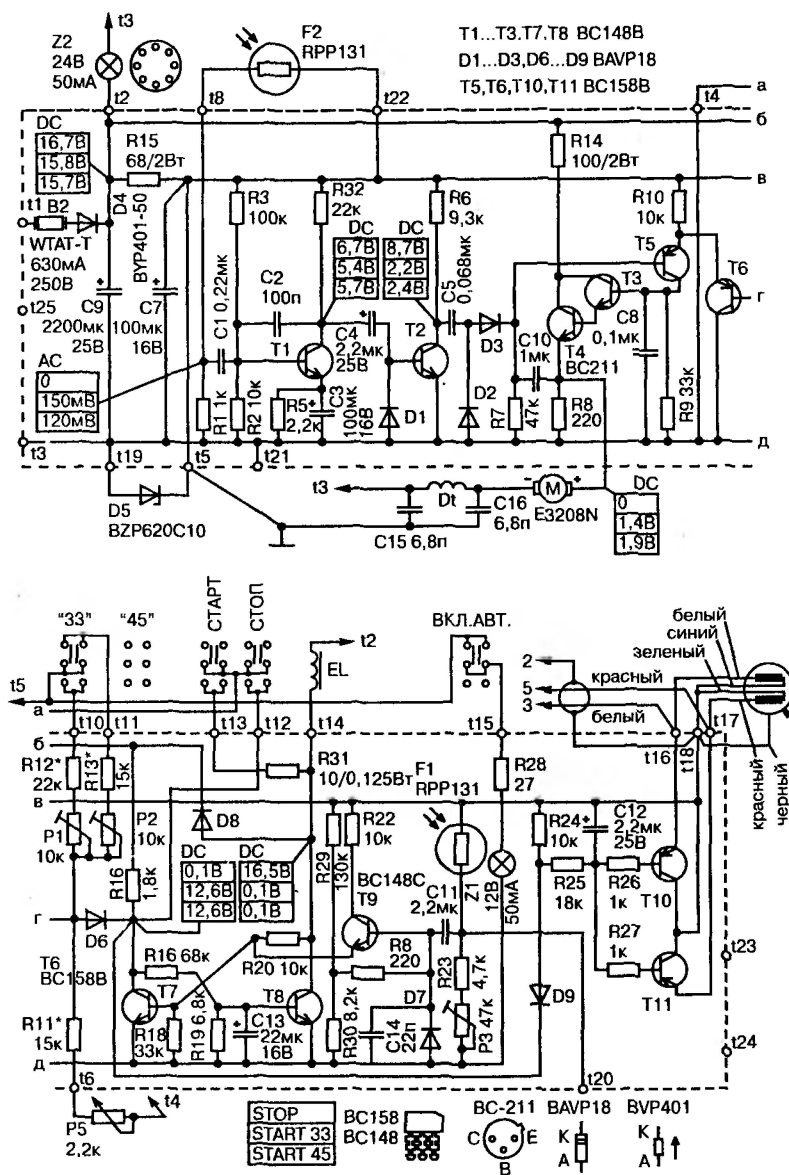 t3
Z2
24В
50мА
F2
RPP131
T1...T3,T7,T8 BC148B
D1...D3,D6...D9 BAVP18
T5,T6,T10,T11 BC158B
t2
t8
t22
t4
а
б
DC
16,7В
15,8В
15,7В
R15
68/2Вт
R14
100/2Вт
в
t1
B2
D4
BYP401-50
WTAT-T
630мА
250В
R3
100к
R32
22к
R6
9,3к
R10
10к
DC
6,7В
5,4В
5,7В
DC
8,7В
2,2В
2,4В
C5
0,068мк
T5
T6
T3
t25
C9
2200мк
25В
C7
100мк
16В
C1 0,22мк
C2
100п
C4
2,2мк
25В
T1
T2
D3
C10
1мк
T4
BC211
C8
0,1мк
г
AC
0
150мВ
120мВ
R1 1к
R2 10к
R5
2,2к
C3
100мк
16В
D1
D2
R7
47к
R8
220
R9 33к
t3
д
t19
t5
t21
D5
BZP620C10
t3
Dt
C15 6,8п
C16
6,8п
- M +
E3208N
DC
0
1,4В
1,9В
"33"
"45"
СТАРТ
СТОП
ВКЛ.АВТ.
белый
синий
зеленый
t2
EL
2
5
3
красный
белый
t5
а
t10
t11
t13
t12
t14
t15
t16
t18
t17
красный
черный
б
R12*
22к
R13*
15к
R31
10/0,125Вт
F1
RPP131
R28
27
в
P1
10к
P2
10к
D8
R29
130к
R22
10к
R24
10к
C12
2,2мк
25В
R16
1,8к
DC
0,1В
12,6В
12,6В
DC
16,5В
0,1В
0,1В
BC148C
T9
C11
2,2мк
Z1
12В
50мА
R25
18к
R26
1к
T10
г
D6
R27
1к
T6
BC158B
R16 68к
R20 10к
R8
220
R23
4,7к
T7
T8
D7
D9
T11
t23
R11*
15к
R18
33к
R19 6,8к
C13
22мк
16В
R30 8,2к
C14
22п
P3 47к
t24
д
t6
t20
P5
2,2к
t4
STOP
START 33
START 45
BC158
BC148
BC-211
C
E
B
BAVP18
K
A
BVP401
K
A